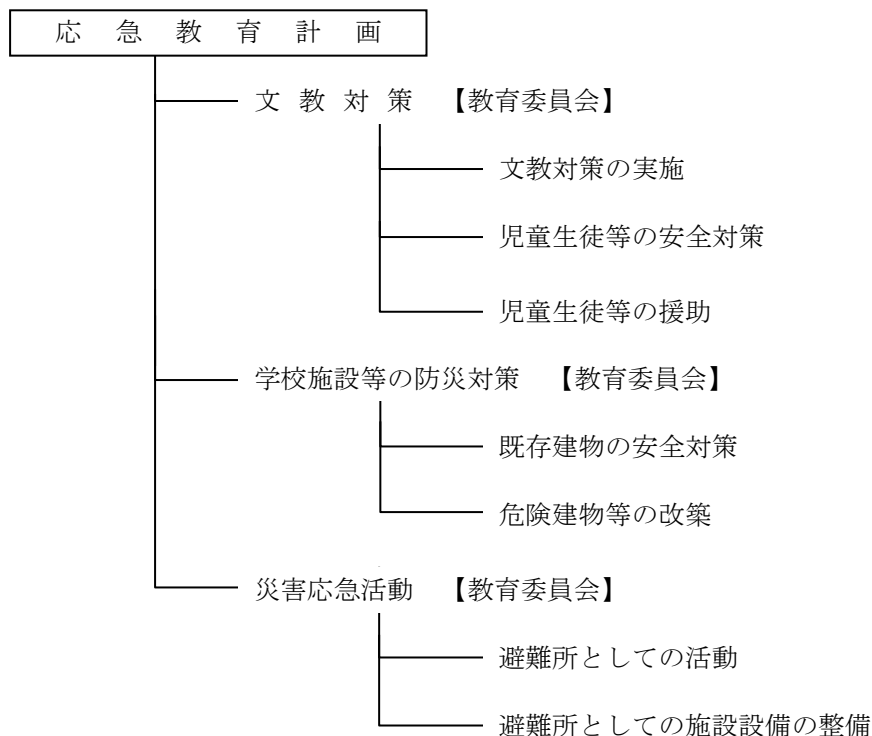 応急教育計画
文教対策 【教育委員会】
文教対策の実施
児童生徒等の安全対策
児童生徒等の援助
学校施設等の防災対策 【教育委員会】
既存建物の安全対策
危険建物等の改築
災害応急活動 【教育委員会】
避難所としての活動
避難所としての施設設備の整備